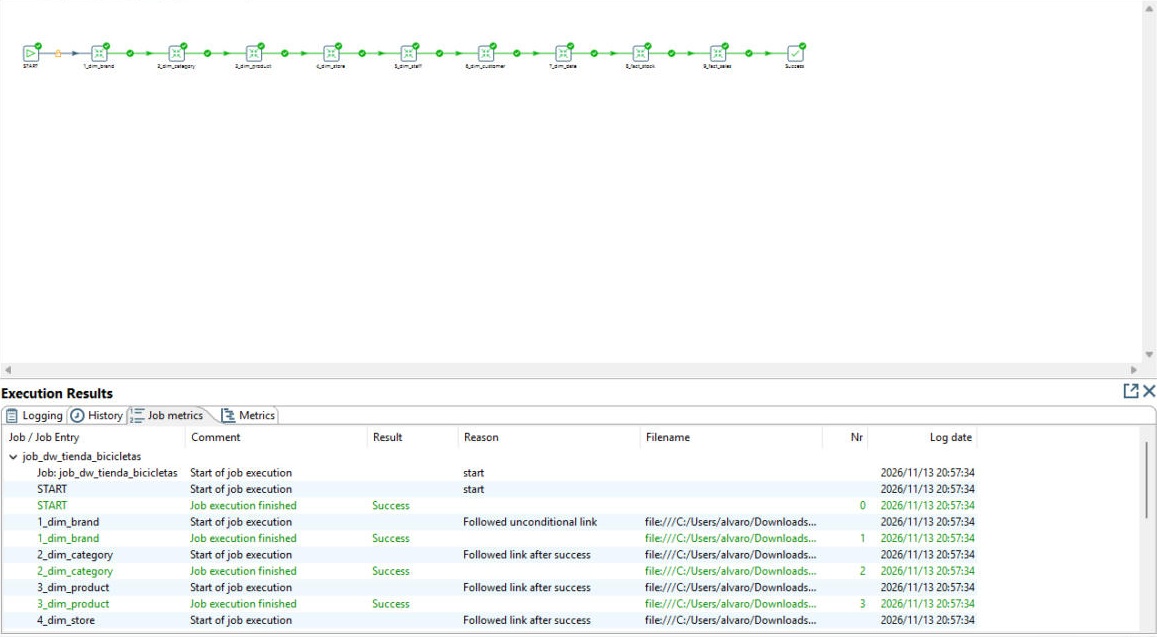 START 1_dim_brand 2_dim_category 3_dim_product 4_dim_store 5_dim_staff 6_dim_customer 7_dim_date 8_fact_stock 9_fact_sales Success
Execution Results
Logging History Job metrics Metrics
Job / Job Entry Comment Result Reason Filename Nr Log date
job_dw_tienda_bicicletas
Job: job_dw_tienda_bicicletas Start of job execution start 2026/11/13 20:57:34
START Start of job execution start 2026/11/13 20:57:34
START Job execution finished Success 0 2026/11/13 20:57:34
1_dim_brand Start of job execution Followed unconditional link file:///C:/Users/alvaro/Downloads... 2026/11/13 20:57:34
1_dim_brand Job execution finished Success file:///C:/Users/alvaro/Downloads... 1 2026/11/13 20:57:34
2_dim_category Start of job execution Followed link after success file:///C:/Users/alvaro/Downloads... 2026/11/13 20:57:34
2_dim_category Job execution finished Success file:///C:/Users/alvaro/Downloads... 2 2026/11/13 20:57:34
3_dim_product Start of job execution Followed link after success file:///C:/Users/alvaro/Downloads... 2026/11/13 20:57:34
3_dim_product Job execution finished Success file:///C:/Users/alvaro/Downloads... 3 2026/11/13 20:57:34
4_dim_store Start of job execution Followed link after success file:///C:/Users/alvaro/Downloads... 2026/11/13 20:57:34